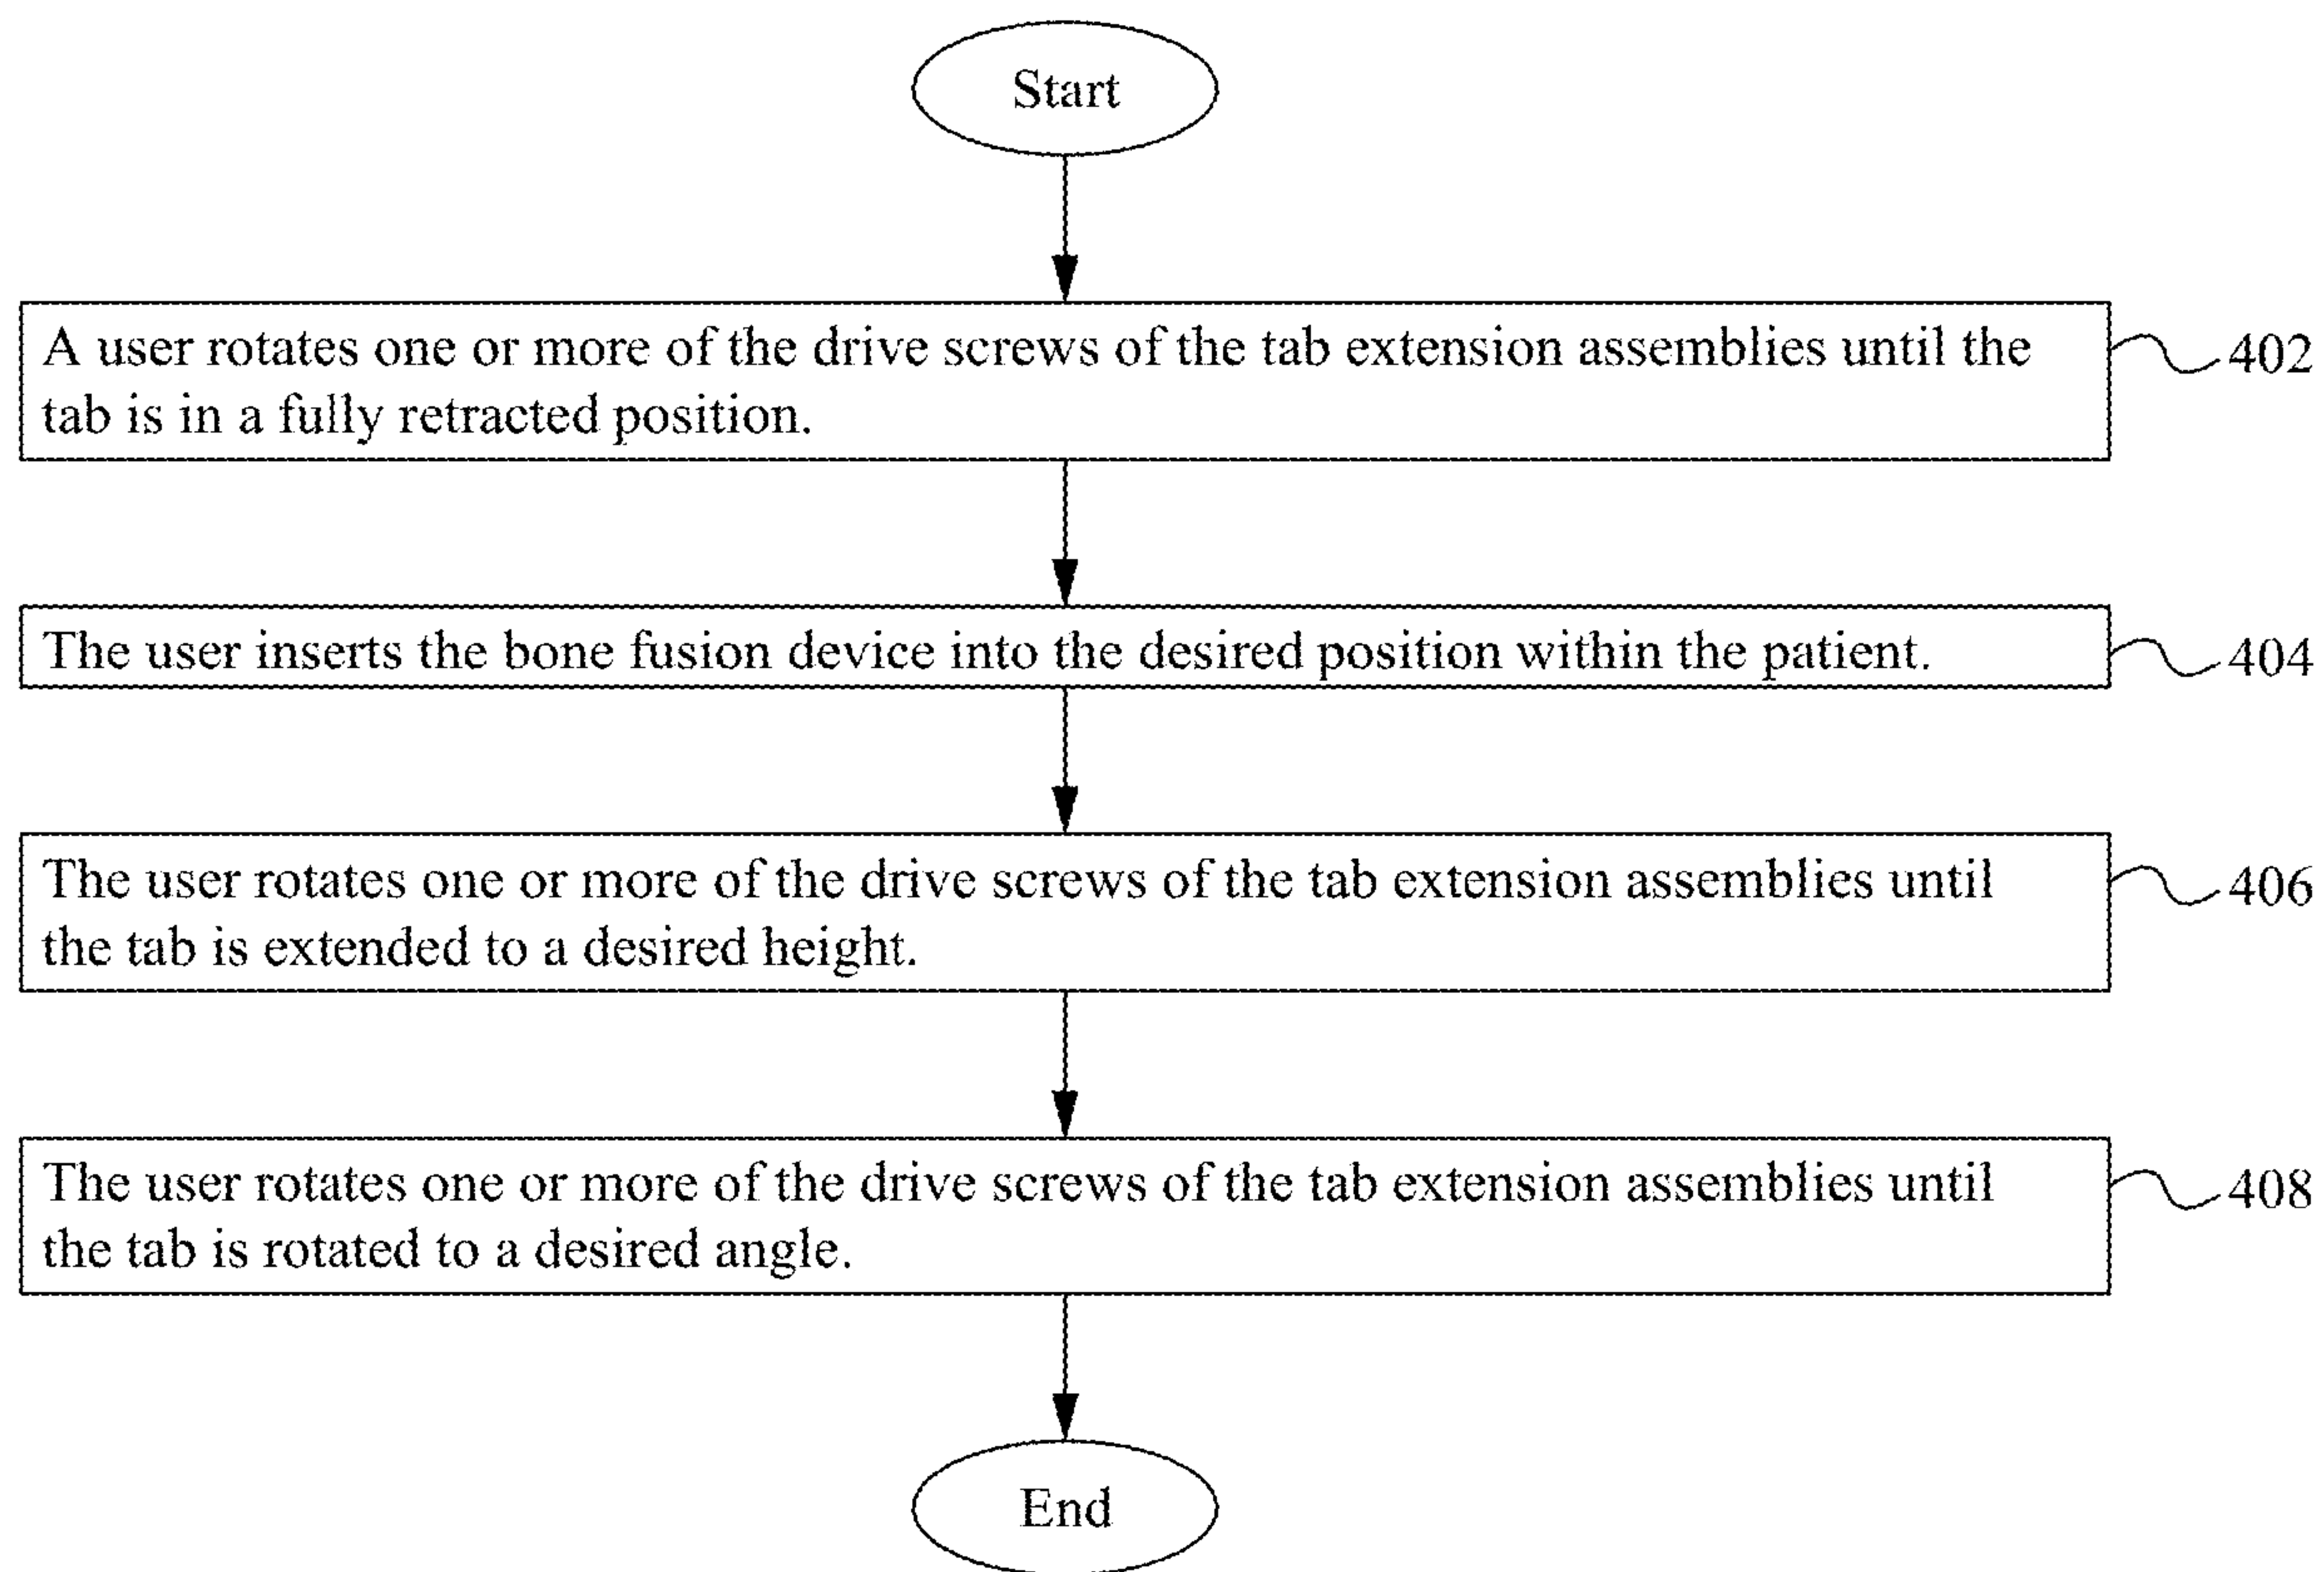 Start
A user rotates one or more of the drive screws of the tab extension assemblies until the
tab is in a fully retracted position.
402
The user inserts the bone fusion device into the desired position within the patient.
404
The user rotates one or more of the drive screws of the tab extension assemblies until
the tab is extended to a desired height.
406
The user rotates one or more of the drive screws of the tab extension assemblies until
the tab is rotated to a desired angle.
408
End